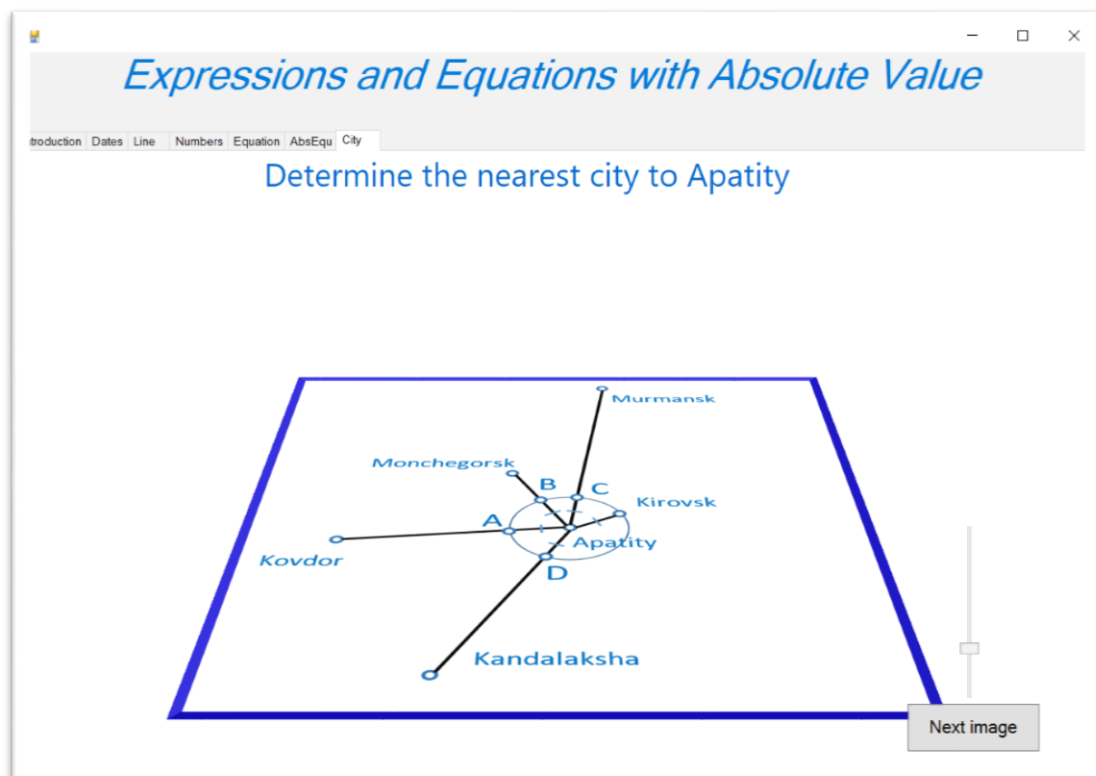 Expressions and Equations with Absolute Value
troduction Dates Line Numbers Equation AbsEqu City
Determine the nearest city to Apatity
Murmansk
Monchegorsk
B C
Kirovsk
A
Apatity
Kovdor
D
Kandalaksha
Next image